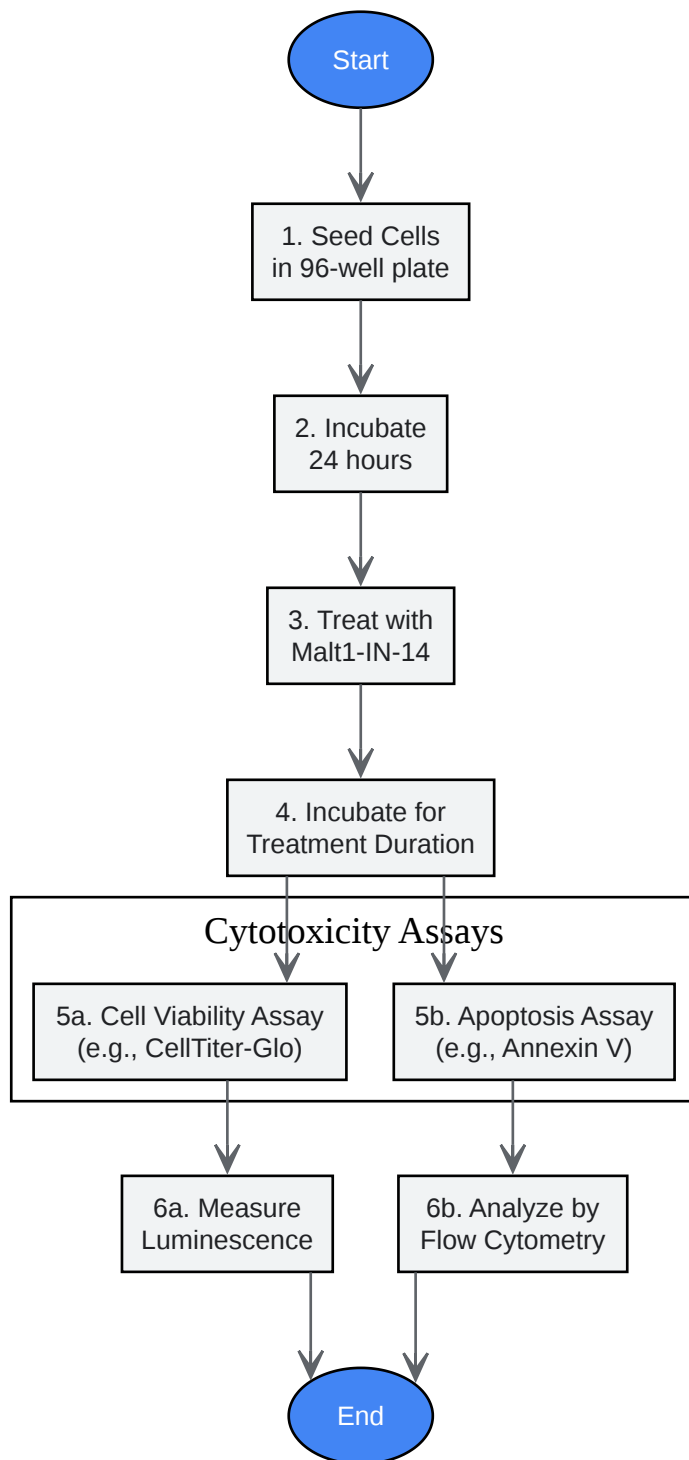 Start
1. Seed Cells
in 96-well plate
2. Incubate
24 hours
3. Treat with
Malt1-IN-14
4. Incubate for
Treatment Duration
Cytotoxicity Assays
5a. Cell Viability Assay
(e.g., CellTiter-Glo)
5b. Apoptosis Assay
(e.g., Annexin V)
6a. Measure
Luminescence
6b. Analyze by
Flow Cytometry
End